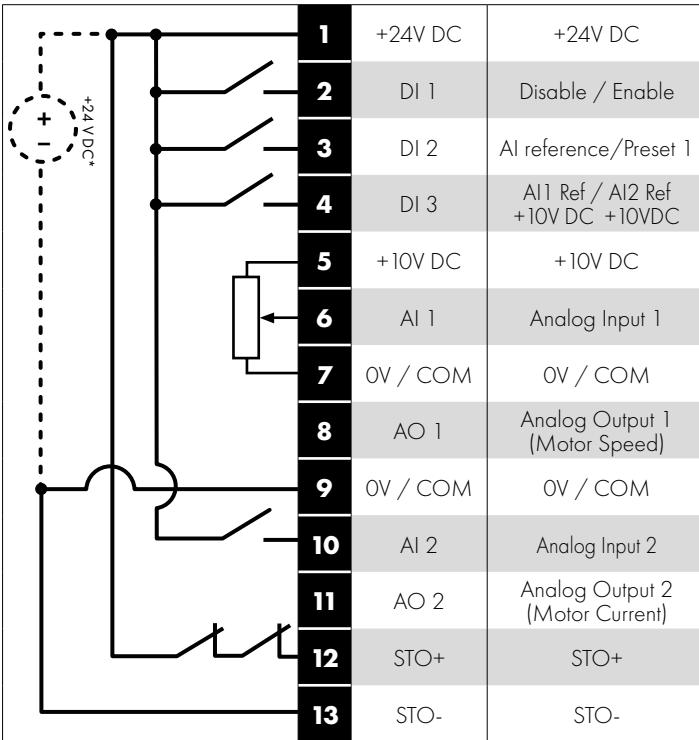 1 +24V DC +24V DC
2 DI 1 Disable / Enable
3 DI 2 AI reference/Preset 1
4 DI 3 AI1 Ref / AI2 Ref
+10V DC +10VDC
5 +10V DC +10V DC
6 AI 1 Analog Input 1
7 0V / COM 0V / COM
8 AO 1 Analog Output 1
(Motor Speed)
9 0V / COM 0V / COM
10 AI 2 Analog Input 2
11 AO 2 Analog Output 2
(Motor Current)
12 STO+ STO+
13 STO- STO-
+
−
+24 V DC*